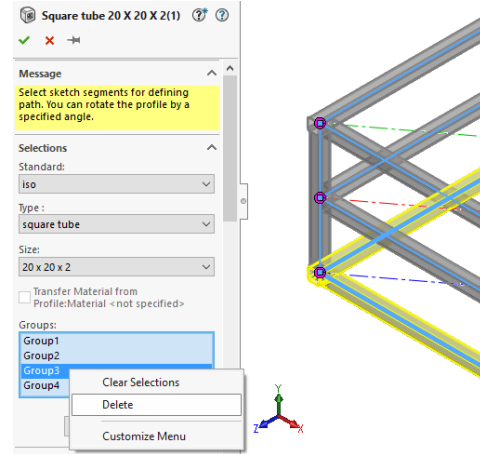 Square tube 20 X 20 X 2(1)
Message
Select sketch segments for defining
path. You can rotate the profile by a
specified angle.
Selections
Standard:
iso
Type :
square tube
Size:
20 x 20 x 2
Transfer Material from
Profile:Material <not specified>
Groups:
Group1
Group2
Group3
Group4
Clear Selections
Delete
Customize Menu
Y
Z
X